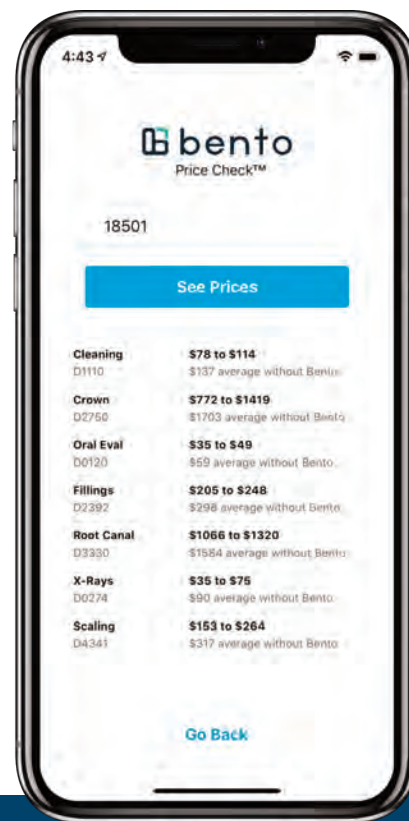 4:43
bento
Price Check™
18501
See Prices
Cleaning $78 to $114
D1110 $137 average without Bento
Crown $772 to $1419
D2750 $1703 average without Bento
Oral Eval $35 to $49
D0120 $59 average without Bento
Fillings $205 to $248
D2392 $298 average without Bento
Root Canal $1066 to $1320
D3330 $1584 average without Bento
X-Rays $35 to $75
D0274 $90 average without Bento
Scaling $153 to $264
D4341 $317 average without Bento
Go Back